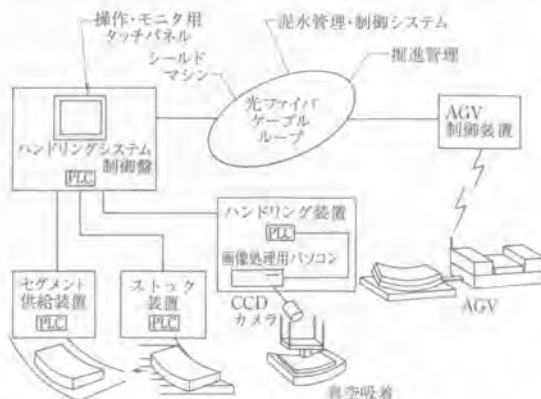 操作・モニタ用
タッチパネル
泥水管理・制御システム
シールド
マシン
掘進管理
光ファイバ
ケーブル
ループ
AGV
制御装置
ハンドリングシステム
制御盤
PLC
ハンドリング装置
PLC
画像処理用パソコン
セグメント
供給装置
PLC
ストック
装置
PLC
CCD
カメラ
AGV
真空吸着